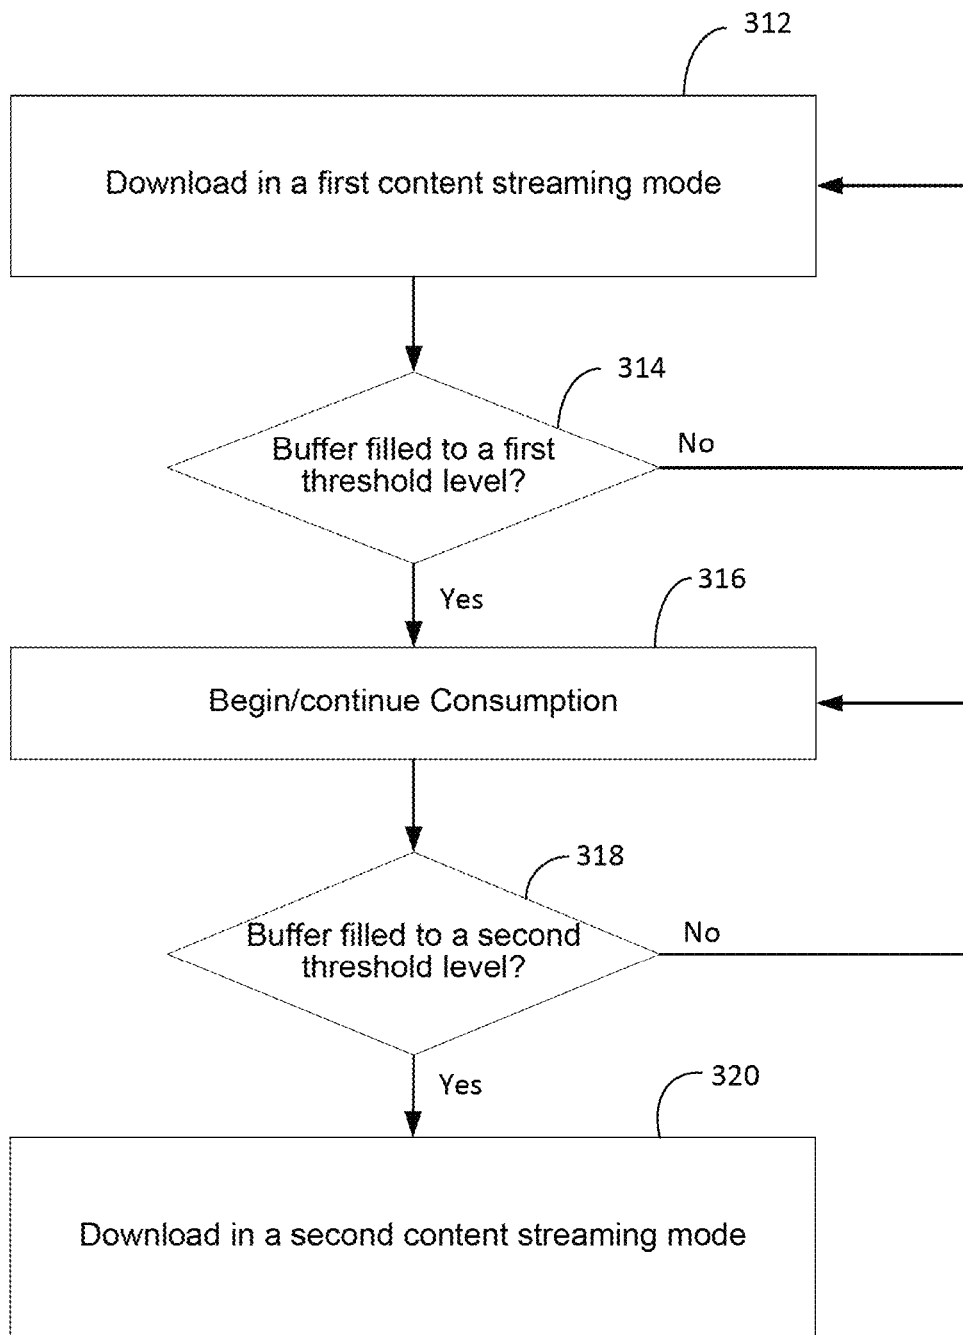 312
Download in a first content streaming mode
314
Buffer filled to a first
threshold level?
No
Yes
316
Begin/continue Consumption
318
Buffer filled to a second
threshold level?
No
Yes
320
Download in a second content streaming mode